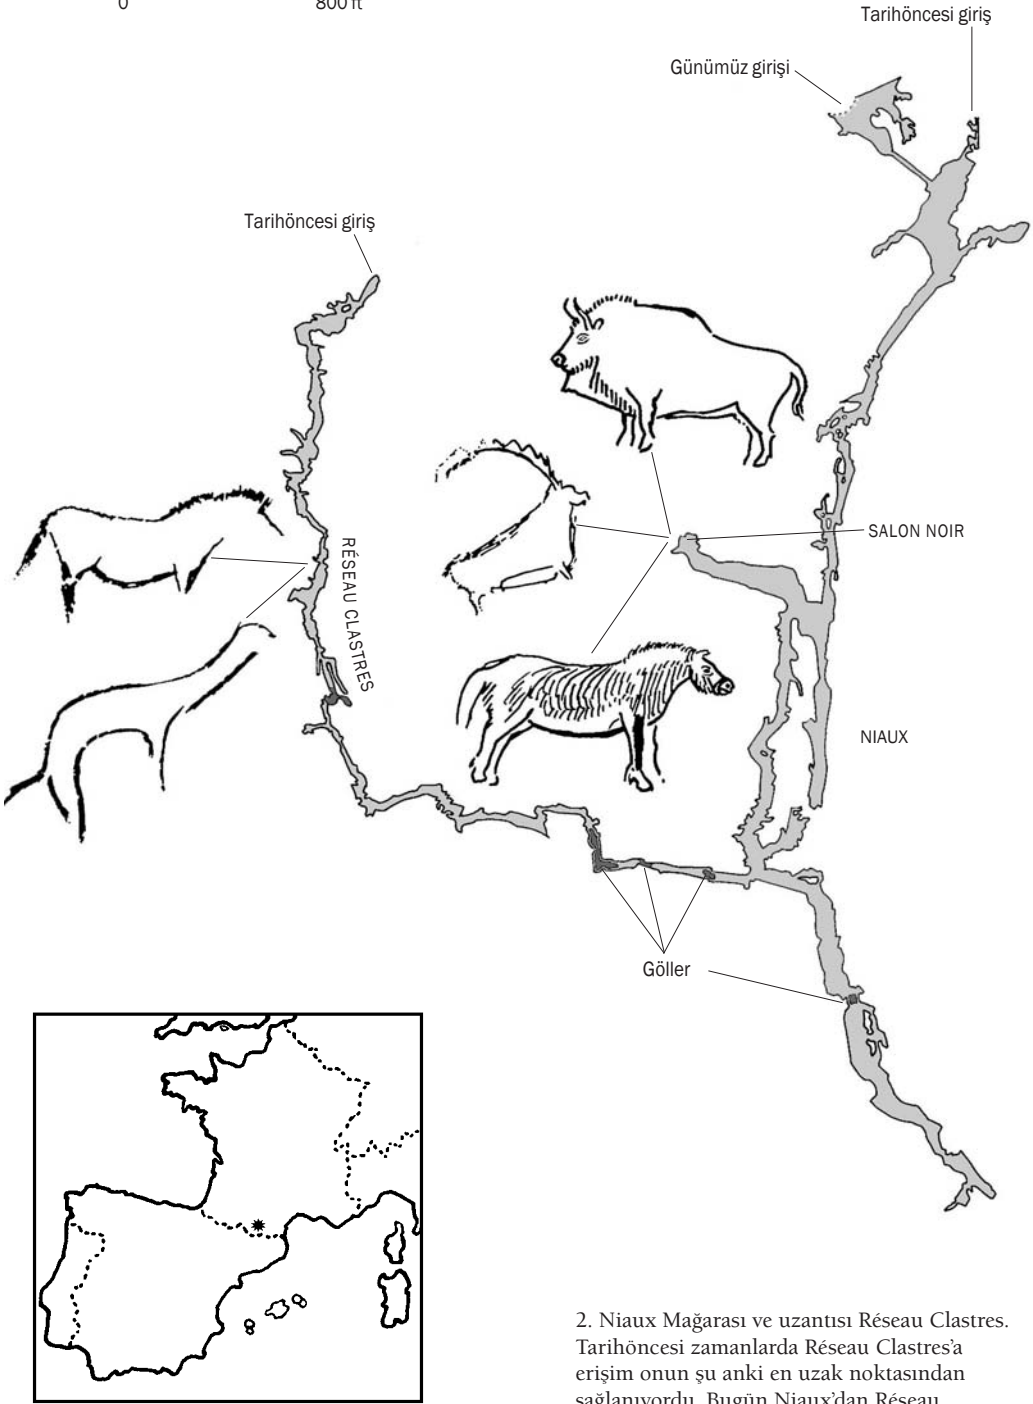 0 800 ft
Tarihöncesi giriş
Günümüz girişi
Tarihöncesi giriş
SALON NOIR
RÉSEAU CLASTRES
NIAUX
Göller
2. Niaux Mağarası ve uzantısı Réseau Clastres.
Tarihöncesi zamanlarda Réseau Clastres’a
erişim onun şu anki en uzak noktasından
sağlanıyordu. Bugün Niaux’dan Réseau